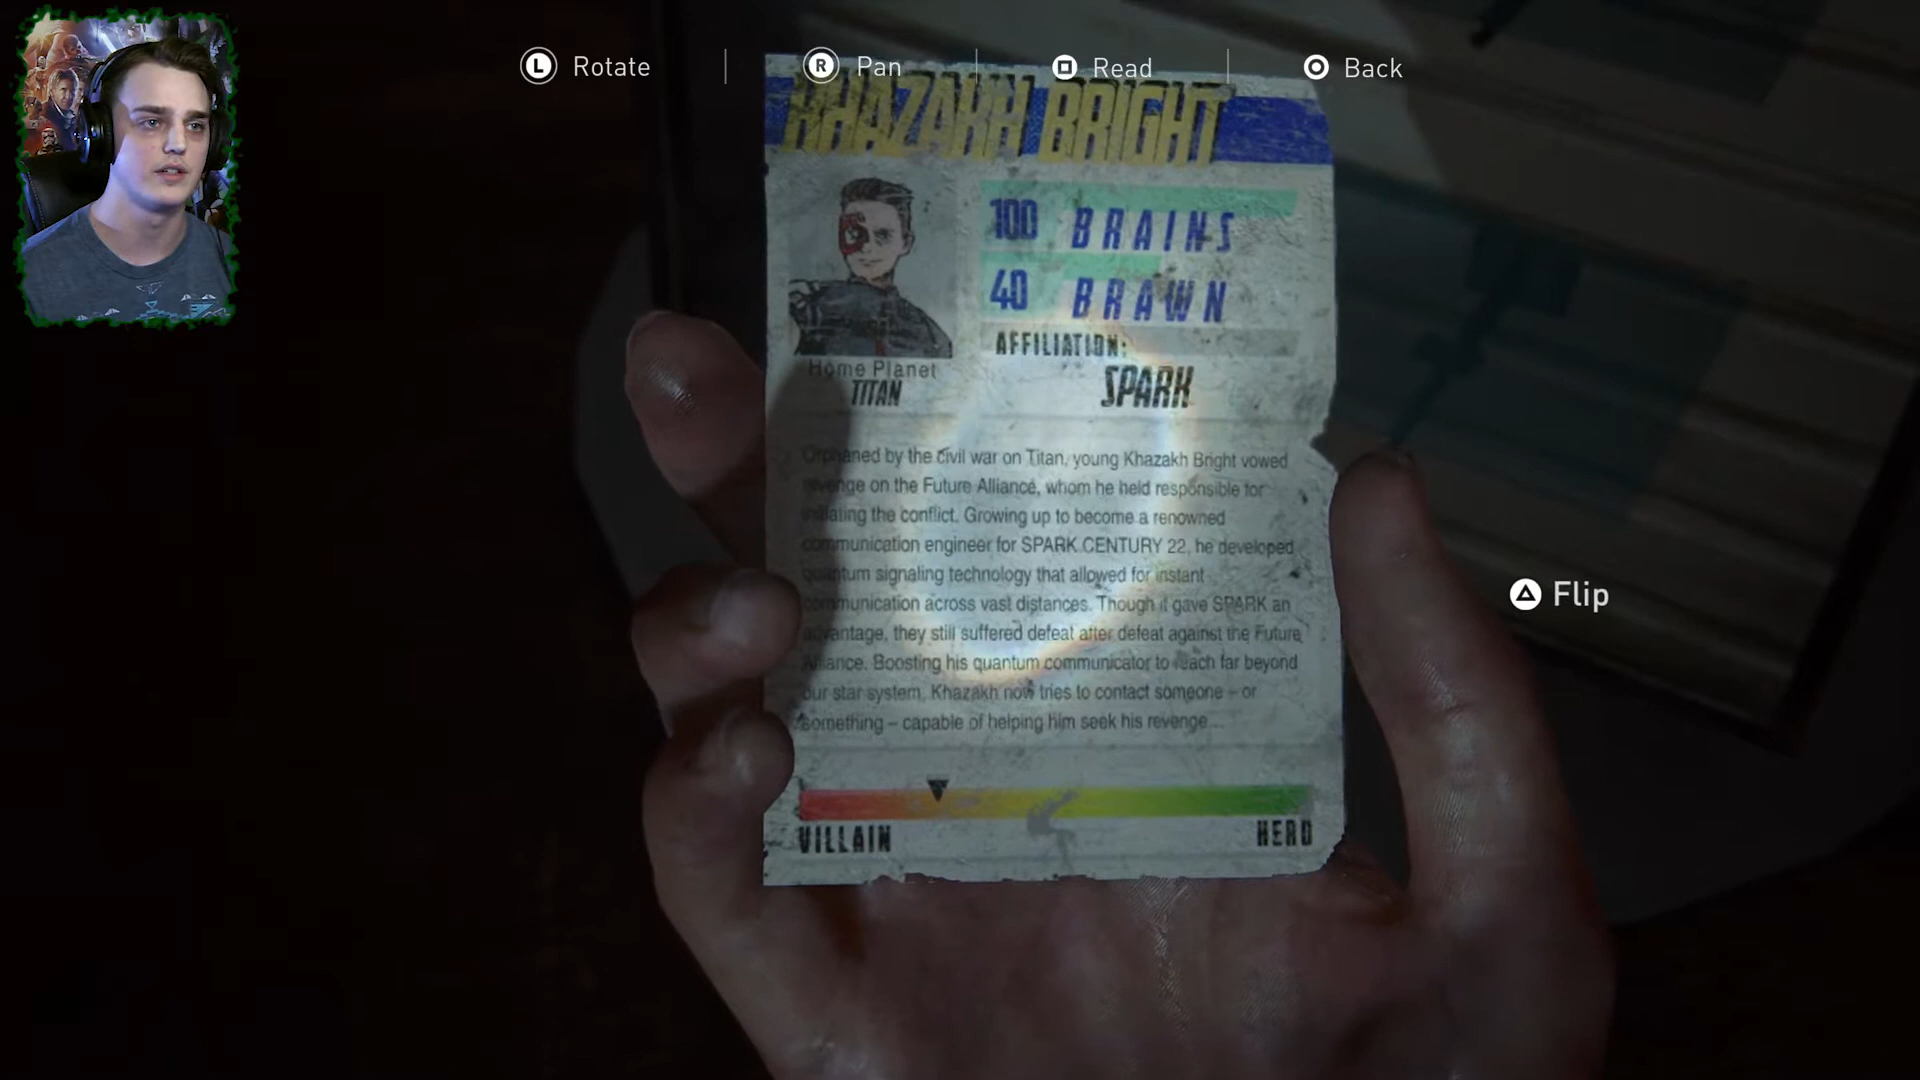 L Rotate R Pan Read Back
KHAZAKH BRIGHT
100 BRAINS
40 BRAWN
AFFILIATION:
SPARK
Home Planet
TITAN
Orphaned by the civil war on Titan, young Khazakh Bright vowed
revenge on the Future Alliance, whom he held responsible for
initiating the conflict. Growing up to become a renowned
communication engineer for SPARK CENTURY 22, he developed
quantum signaling technology that allowed for instant
communication across vast distances. Though it gave SPARK an
advantage, they still suffered defeat after defeat against the Future
Alliance. Boosting his quantum communicator to reach far beyond
our star system, Khazakh now tries to contact someone – or
something – capable of helping him seek his revenge...
Flip
VILLAIN HERO